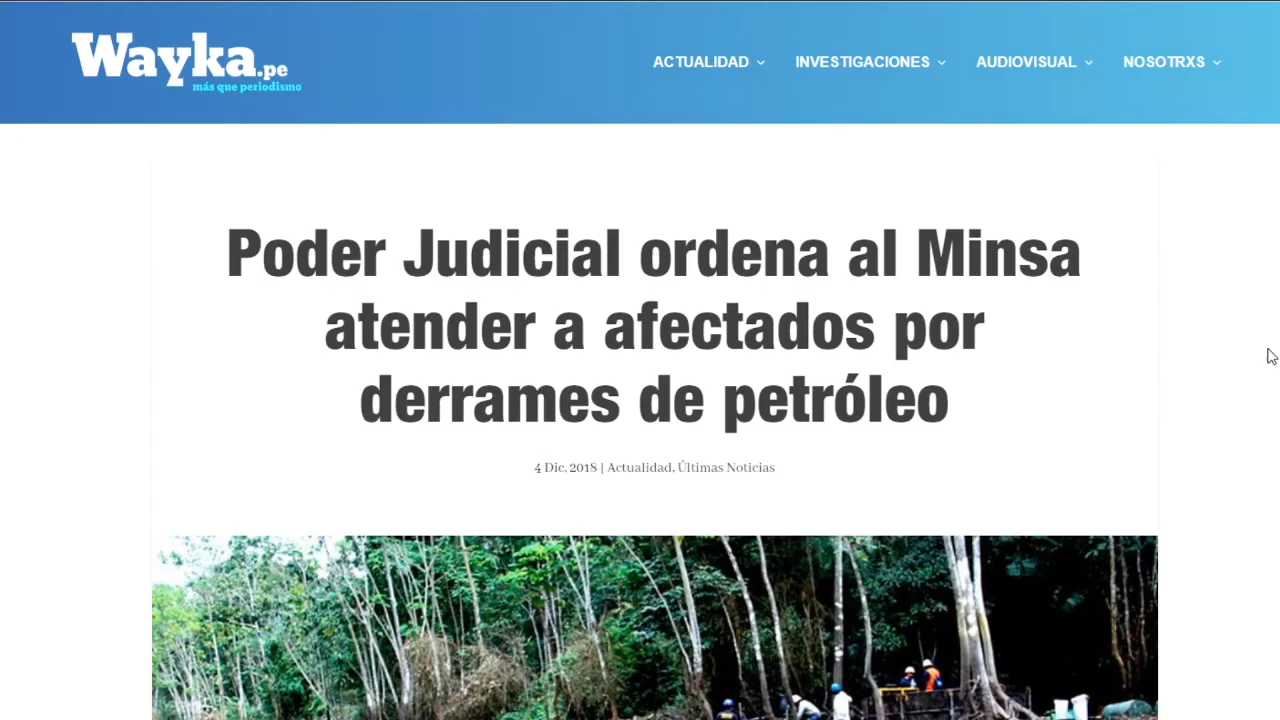 Wayka.pe
más que periodismo
ACTUALIDAD INVESTIGACIONES AUDIOVISUAL NOSOTRXS
Poder Judicial ordena al Minsa
atender a afectados por
derrames de petróleo
4 Dic, 2018 | Actualidad, Últimas Noticias